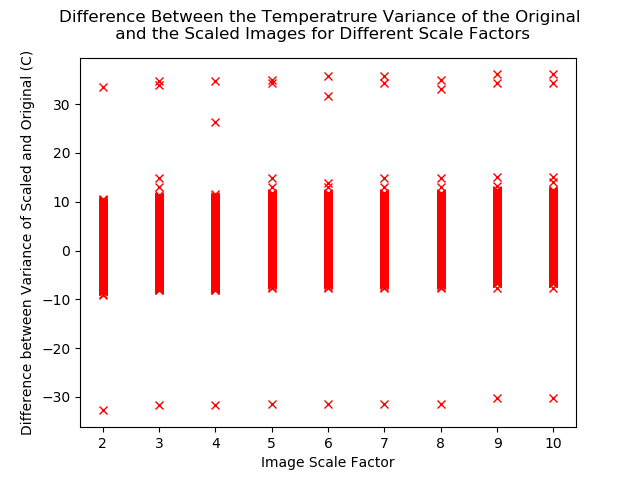 Difference Between the Temperatrure Variance of the Original
and the Scaled Images for Different Scale Factors
Difference between Variance of Scaled and Original (C)
30
20
10
0
−10
−20
−30
2 3 4 5 6 7 8 9 10
Image Scale Factor